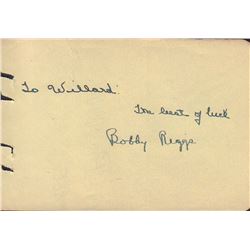 To Willard:
The best of luck
Bobby Riggs